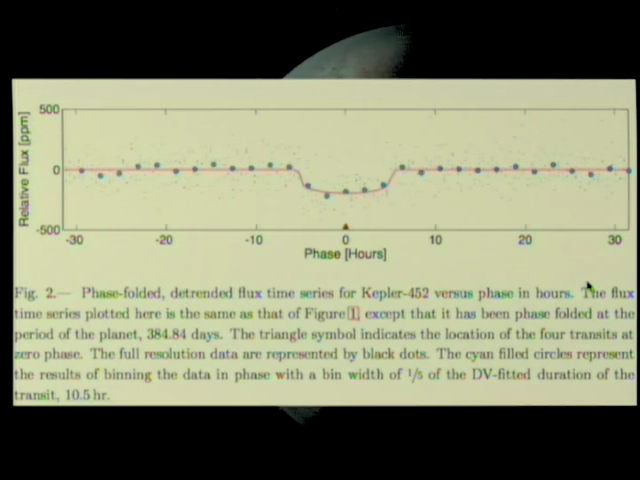 500
0
-500
Relative Flux [ppm]
-30 -20 -10 0 10 20 30
Phase [Hours]
Fig. 2.— Phase-folded, detrended flux time series for Kepler-452 versus phase in hours. The flux
time series plotted here is the same as that of Figure 1 except that it has been phase folded at the
period of the planet, 384.84 days. The triangle symbol indicates the location of the four transits at
zero phase. The full resolution data are represented by black dots. The cyan filled circles represent
the results of binning the data in phase with a bin width of 1/5 of the DV-fitted duration of the
transit, 10.5 hr.